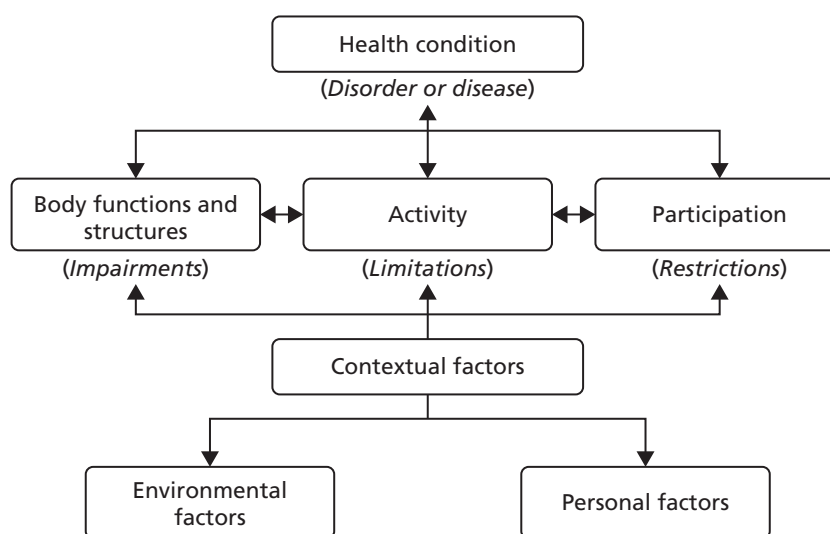 Health condition
(Disorder or disease)
Body functions and
structures
Activity
Participation
(Impairments)
(Limitations)
(Restrictions)
Contextual factors
Environmental
factors
Personal factors